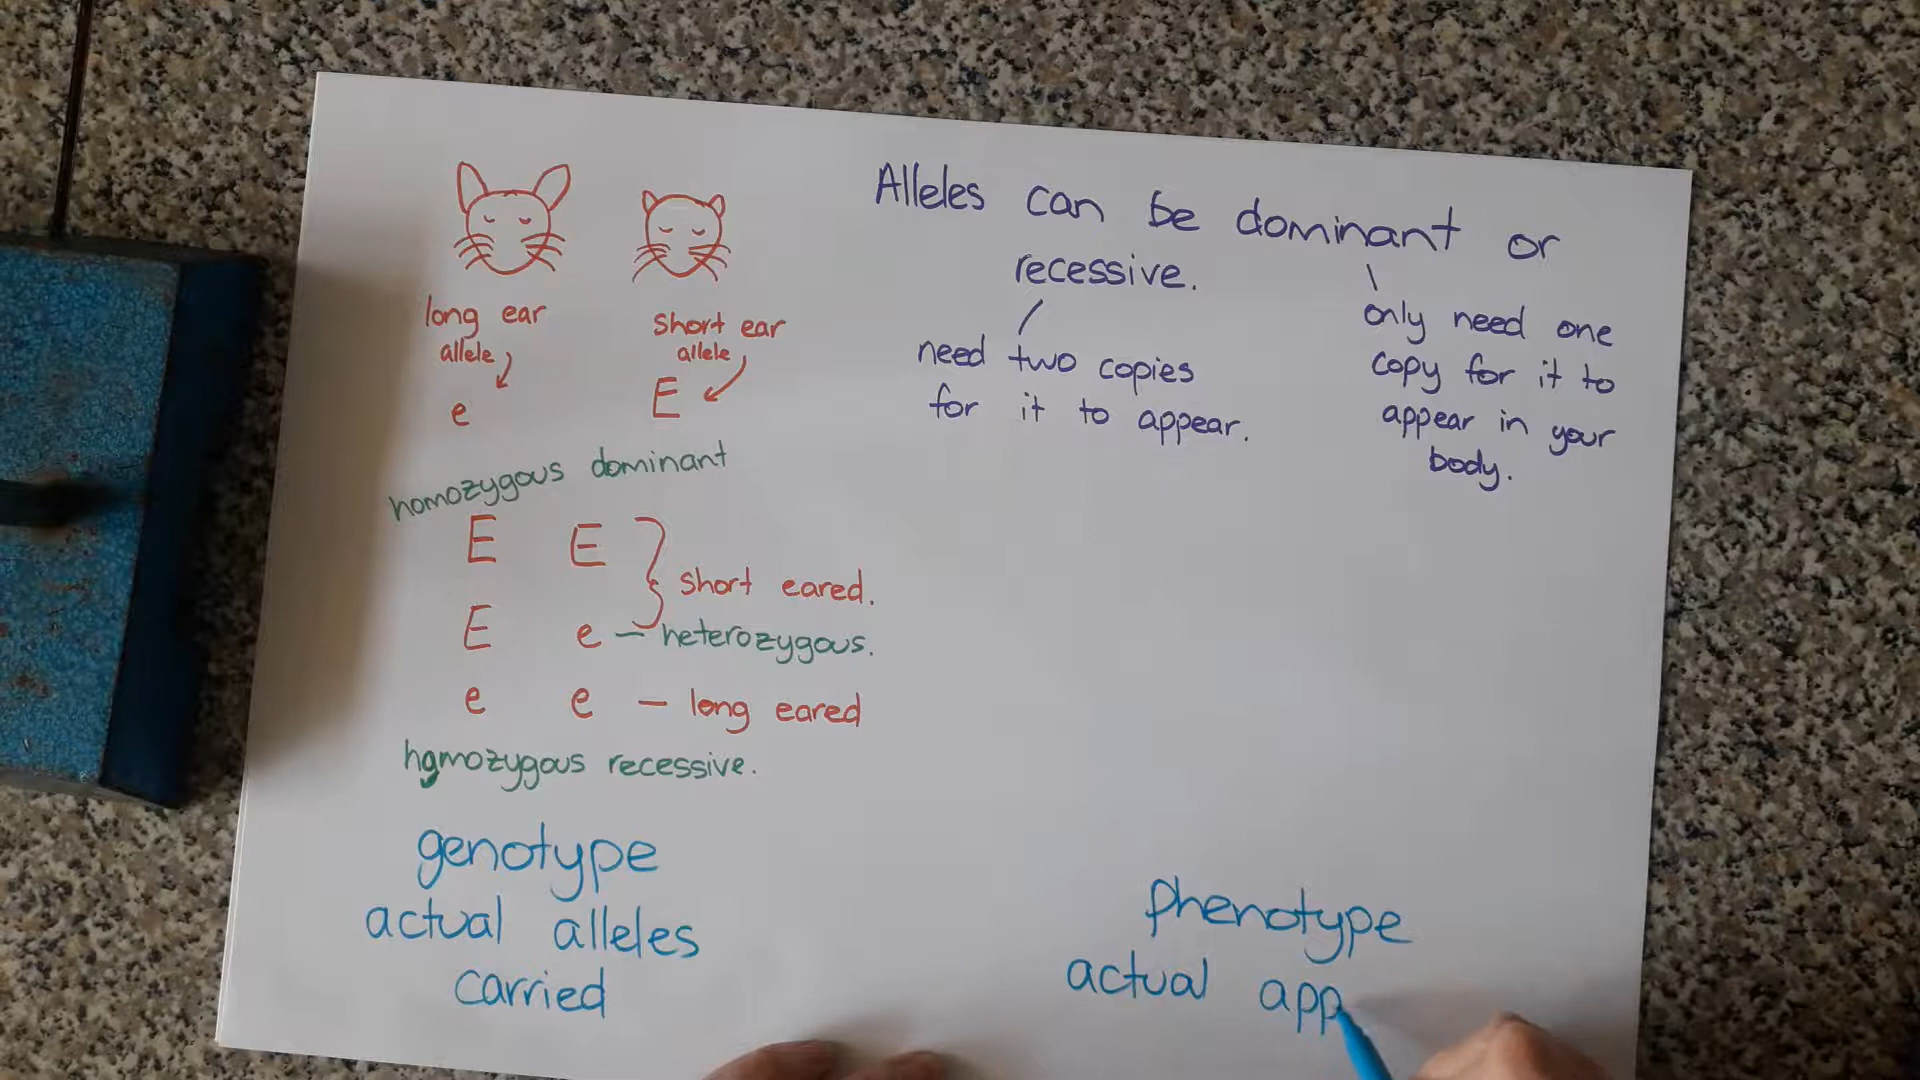 long ear
allele
e
short ear
allele
E
homozygous dominant
E E
short eared.
E e – heterozygous.
e e – long eared
homozygous recessive.
genotype
actual alleles
carried
Alleles can be dominant or
recessive.
need two copies
for it to appear.
only need one
copy for it to
appear in your
body.
phenotype
actual app